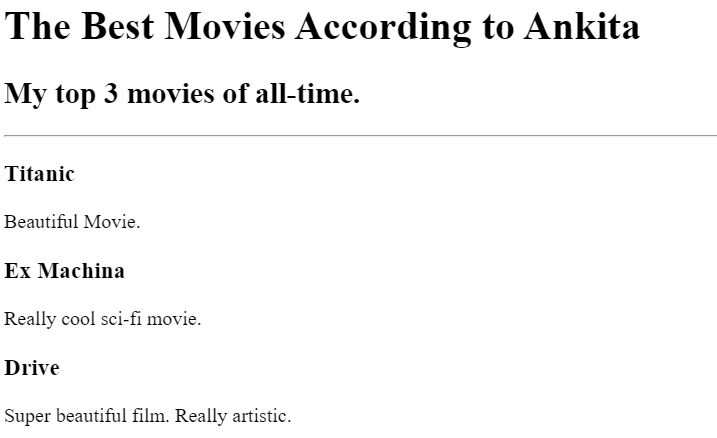 The Best Movies According to Ankita
My top 3 movies of all-time.
Titanic
Beautiful Movie.
Ex Machina
Really cool sci-fi movie.
Drive
Super beautiful film. Really artistic.